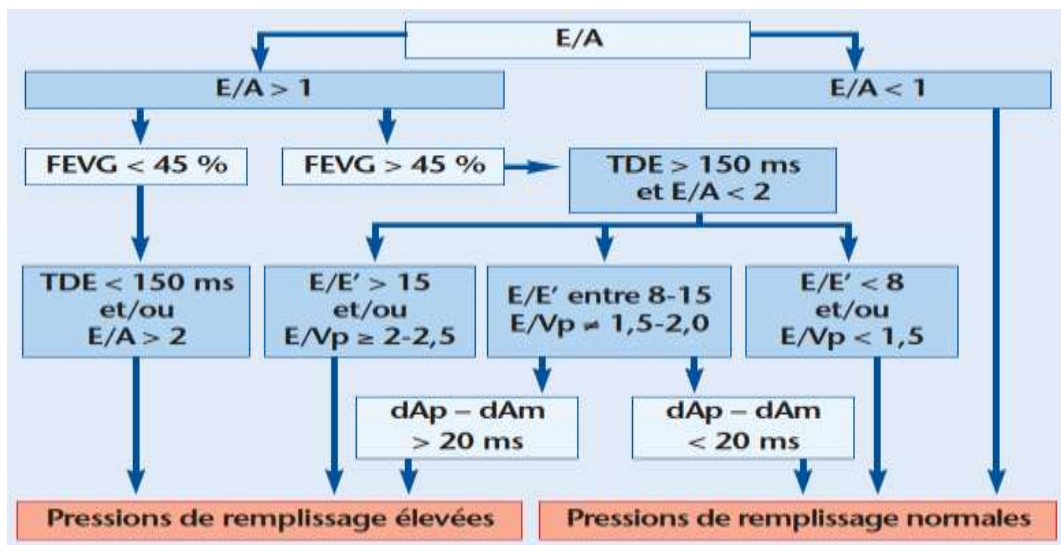 E/A
E/A > 1
E/A < 1
FEVG < 45 %
FEVG > 45 %
TDE > 150 ms
et E/A < 2
TDE < 150 ms
et/ou
E/A > 2
E/E′ > 15
et/ou
E/Vp ≥ 2-2,5
E/E′ entre 8-15
E/Vp ≠ 1,5-2,0
E/E′ < 8
et/ou
E/Vp < 1,5
dAp – dAm
> 20 ms
dAp – dAm
< 20 ms
Pressions de remplissage élevées
Pressions de remplissage normales